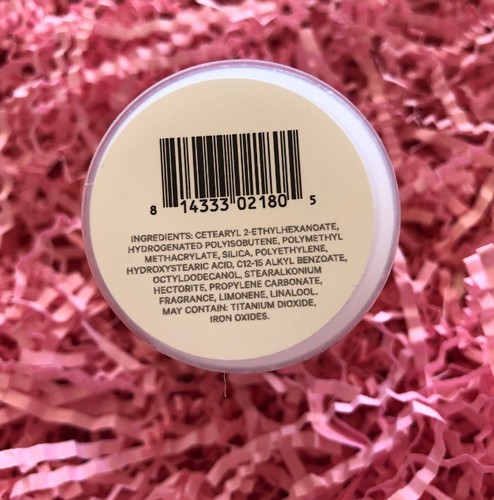 8 14333 02180 5
INGREDIENTS: CETEARYL 2-ETHYLHEXANOATE,
HYDROGENATED POLYISOBUTENE, POLYMETHYL
METHACRYLATE, SILICA, POLYETHYLENE,
HYDROXYSTEARIC ACID, C12-15 ALKYL BENZOATE,
OCTYLDODECANOL, STEARALKONIUM
HECTORITE, PROPYLENE CARBONATE,
FRAGRANCE, LIMONENE, LINALOOL.
MAY CONTAIN: TITANIUM DIOXIDE,
IRON OXIDES.